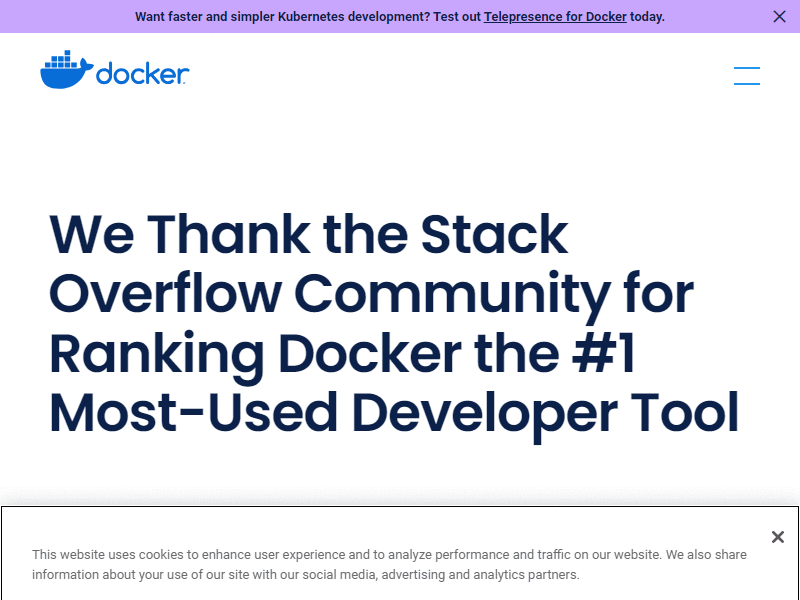 Want faster and simpler Kubernetes development? Test out Telepresence for Docker today.
docker
We Thank the Stack
Overflow Community for
Ranking Docker the #1
Most-Used Developer Tool
This website uses cookies to enhance user experience and to analyze performance and traffic on our website. We also share
information about your use of our site with our social media, advertising and analytics partners.